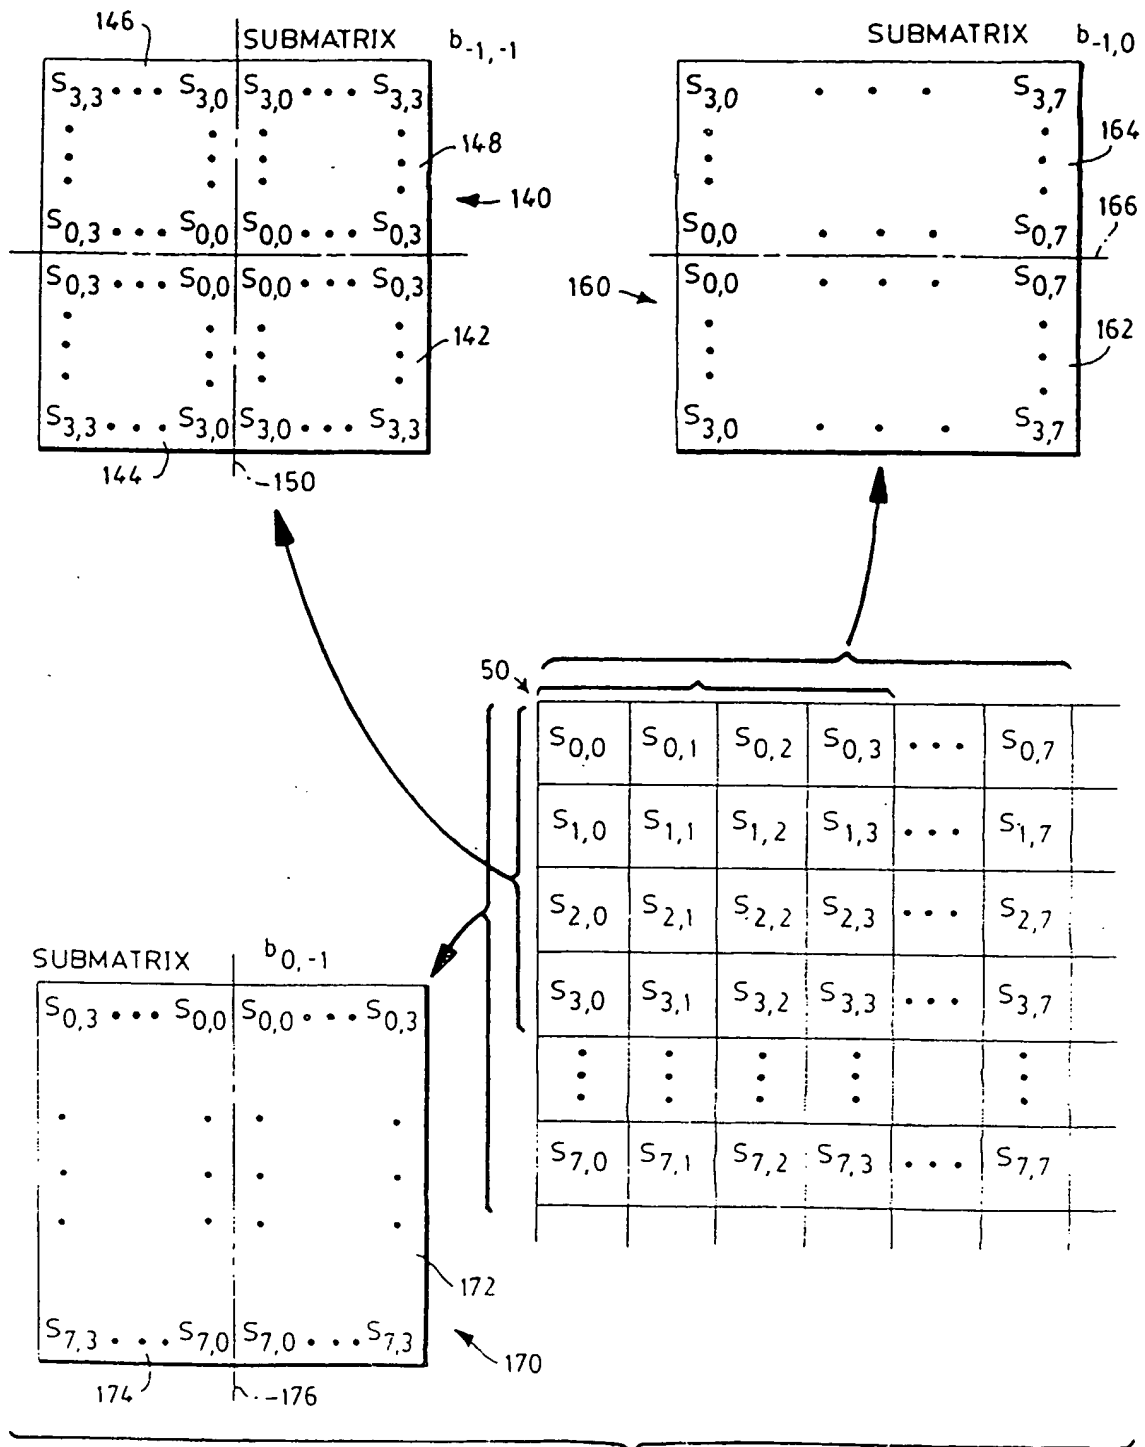 146
SUBMATRIX b-1,-1
S3,3 • • • S3,0 S3,0 • • • S3,3
148
140
S0,3 • • • S0,0 S0,0 • • • S0,3
S0,3 • • • S0,0 S0,0 • • • S0,3
142
S3,3 • • • S3,0 S3,0 • • • S3,3
144
150
SUBMATRIX b-1,0
S3,0 • • • S3,7
164
166
S0,0 • • • S0,7
S0,0 • • • S0,7
160
162
S3,0 • • • S3,7
50
S0,0 S0,1 S0,2 S0,3 • • • S0,7
S1,0 S1,1 S1,2 S1,3 • • • S1,7
S2,0 S2,1 S2,2 S2,3 • • • S2,7
S3,0 S3,1 S3,2 S3,3 • • • S3,7
S7,0 S7,1 S7,2 S7,3 • • • S7,7
SUBMATRIX b0,-1
S0,3 • • • S0,0 S0,0 • • • S0,3
172
S7,3 • • • S7,0 S7,0 • • • S7,3
170
174
176